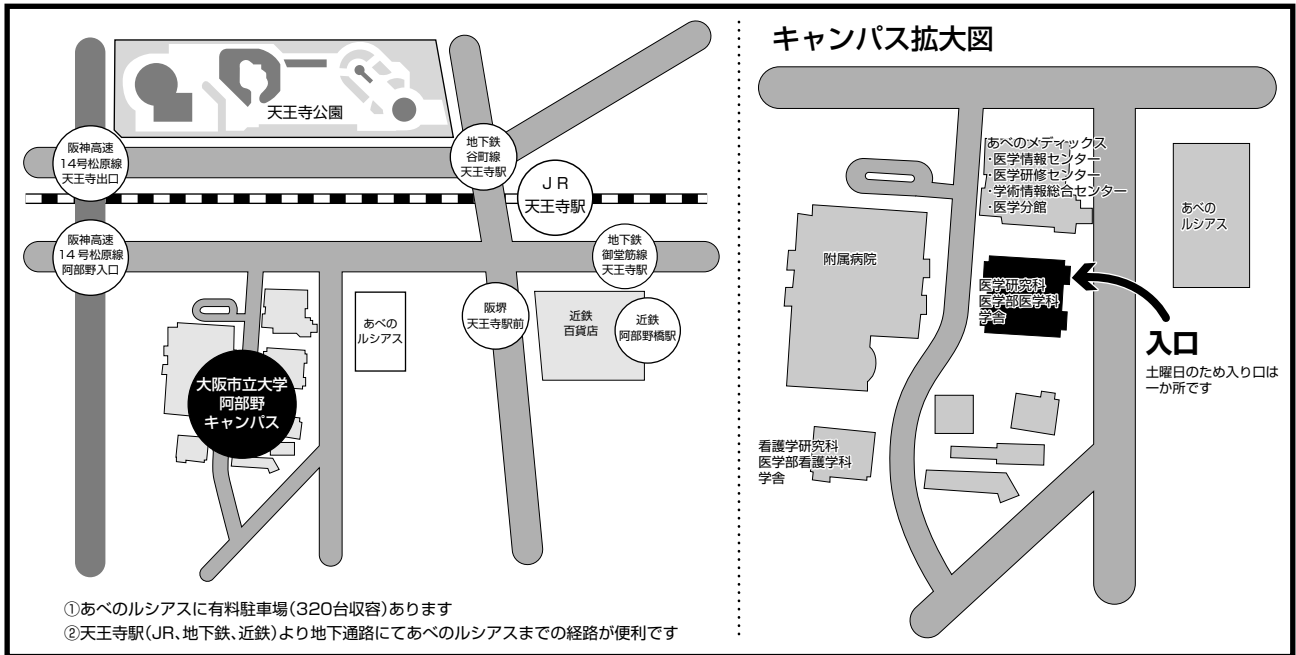 天王寺公園
阪神高速
14号松原線
天王寺出口
地下鉄
谷町線
天王寺駅
JR
天王寺駅
阪神高速
14号松原線
阿部野入口
地下鉄
御堂筋線
天王寺駅
あべの
ルシアス
阪堺
天王寺駅前
近鉄
百貨店
近鉄
阿部野橋駅
大阪市立大学
阿部野
キャンパス
①あべのルシアスに有料駐車場(320台収容)あります
②天王寺駅(JR、地下鉄、近鉄)より地下通路にてあべのルシアスまでの経路が便利です
キャンパス拡大図
あべのメディックス
・医学情報センター
・医学研修センター
・学術情報総合センター
・医学分館
あべの
ルシアス
附属病院
医学研究科
医学部医学科
学舎
入口
土曜日のため入り口は
一か所です
看護学研究科
医学部看護学科
学舎